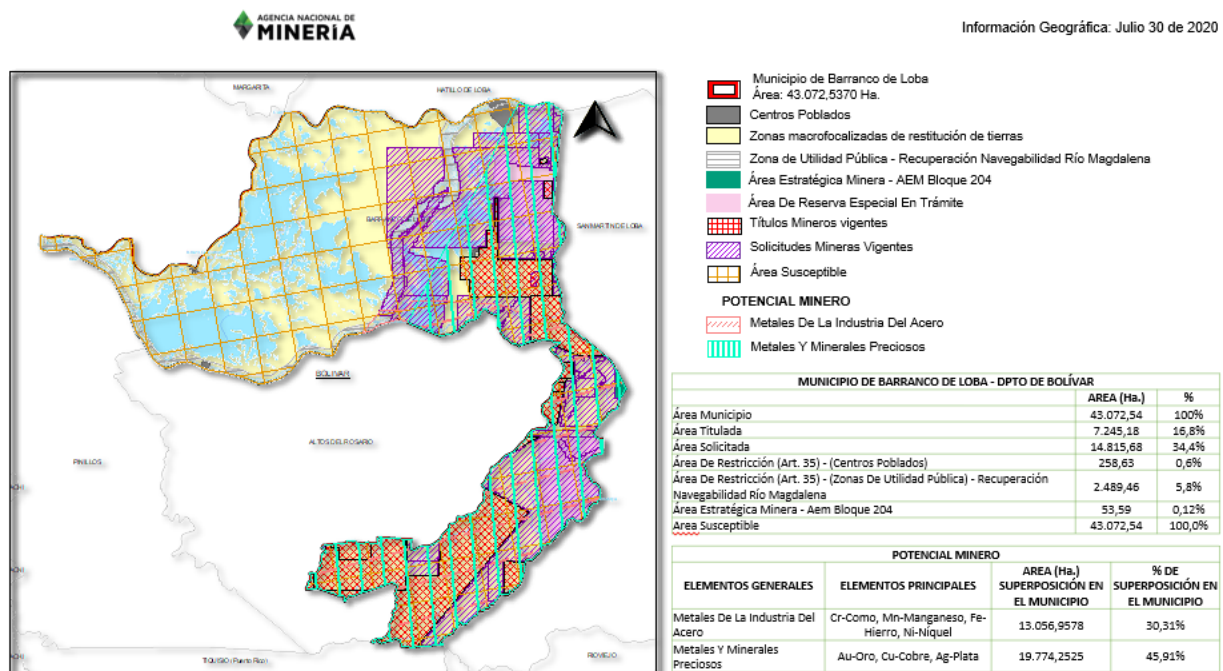 AGENCIA NACIONAL DE
MINERÍA
Información Geográfica: Julio 30 de 2020
MARGARITA
HATILLO DE LOBA
SAN MARTIN DE LOBA
BOLIVAR
ALTOS DEL ROSARIO
PINILLOS
TIQUISIO (Puerto Rico)
RIOVIEJO
Municipio de Barranco de Loba
Área: 43.072,5370 Ha.
Centros Poblados
Zonas macrofocalizadas de restitución de tierras
Zona de Utilidad Pública - Recuperación Navegabilidad Río Magdalena
Área Estratégica Minera - AEM Bloque 204
Área De Reserva Especial En Trámite
Títulos Mineros vigentes
Solicitudes Mineras Vigentes
Área Susceptible
POTENCIAL MINERO
Metales De La Industria Del Acero
Metales Y Minerales Preciosos
MUNICIPIO DE BARRANCO DE LOBA - DPTO DE BOLÍVAR
AREA (Ha.) %
Área Municipio 43.072,54 100%
Área Titulada 7.245,18 16,8%
Área Solicitada 14.815,68 34,4%
Área De Restricción (Art. 35) - (Centros Poblados) 258,63 0,6%
Área De Restricción (Art. 35) - (Zonas De Utilidad Pública) - Recuperación
Navegabilidad Río Magdalena 2.489,46 5,8%
Área Estratégica Minera - Aem Bloque 204 53,59 0,12%
Area Susceptible 43.072,54 100,0%
POTENCIAL MINERO
ELEMENTOS GENERALES ELEMENTOS PRINCIPALES AREA (Ha.) SUPERPOSICIÓN EN EL MUNICIPIO % DE SUPERPOSICIÓN EN EL MUNICIPIO
Metales De La Industria Del Acero Cr-Como, Mn-Manganeso, Fe-Hierro, Ni-Níquel 13.056,9578 30,31%
Metales Y Minerales Preciosos Au-Oro, Cu-Cobre, Ag-Plata 19.774,2525 45,91%